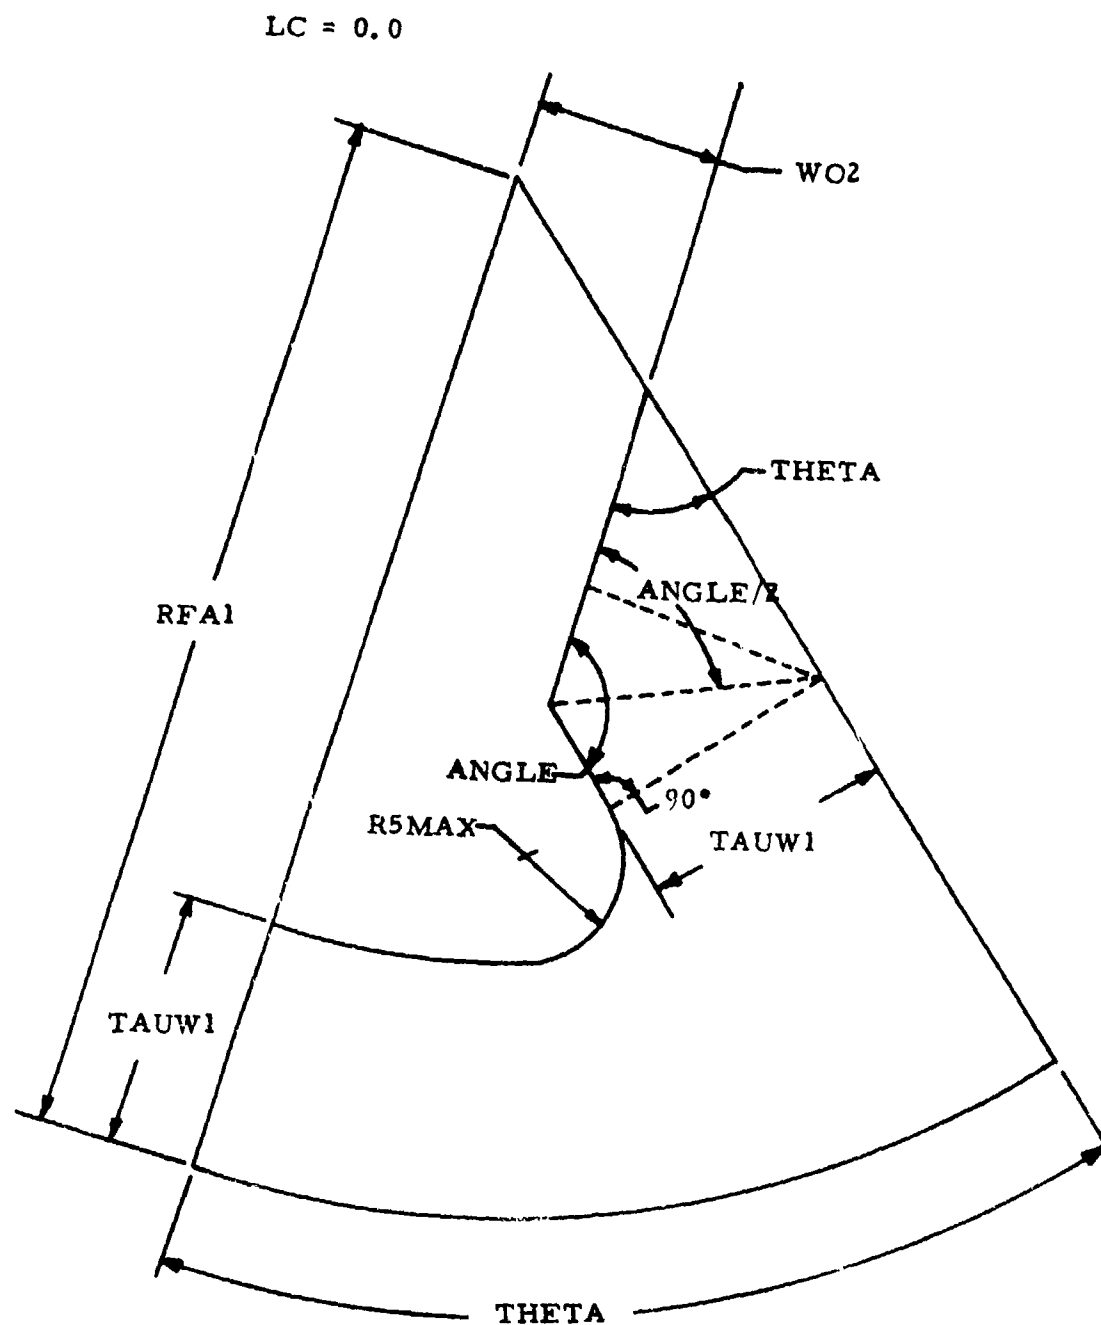 LC = 0.0
WO2
THETA
ANGLE/2
RFA1
ANGLE
90°
R5MAX
TAUW1
TAUW1
THETA